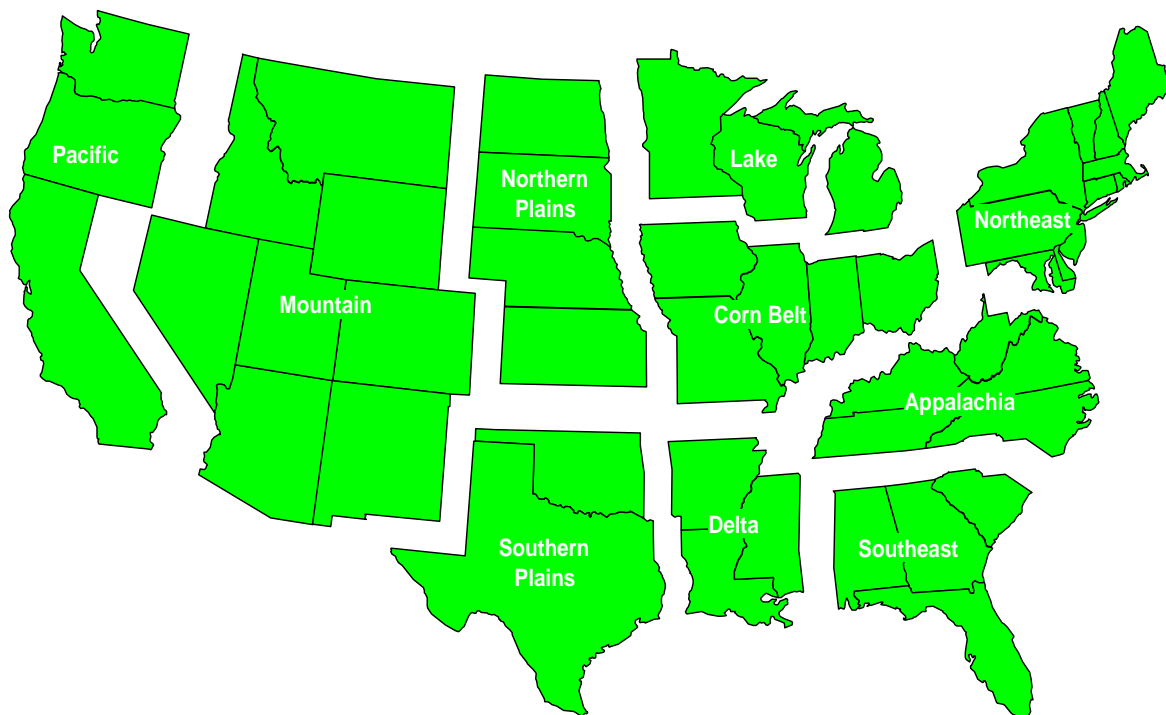 Pacific
Lake
Northern
Plains
Northeast
Mountain
Corn Belt
Appalachia
Delta
Southern
Plains
Southeast